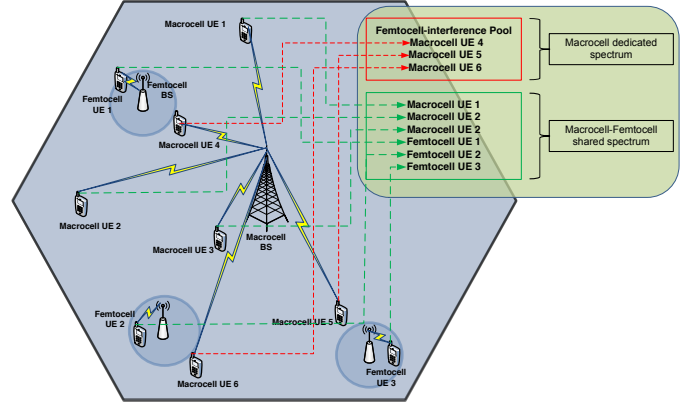 Macrocell UE 1
Femtocell-interference Pool
Macrocell UE 4
Macrocell UE 5
Macrocell UE 6
Macrocell dedicated
spectrum
Femtocell
BS
Femtocell
UE 1
Macrocell UE 4
Macrocell UE 1
Macrocell UE 2
Macrocell UE 2
Femtocell UE 1
Femtocell UE 2
Femtocell UE 3
Macrocell-Femtocell
shared spectrum
Macrocell UE 2
Macrocell
UE 3
Macrocell
BS
Femtocell
UE 2
Macrocell UE 5
Macrocell UE 6
Femtocell
UE 3